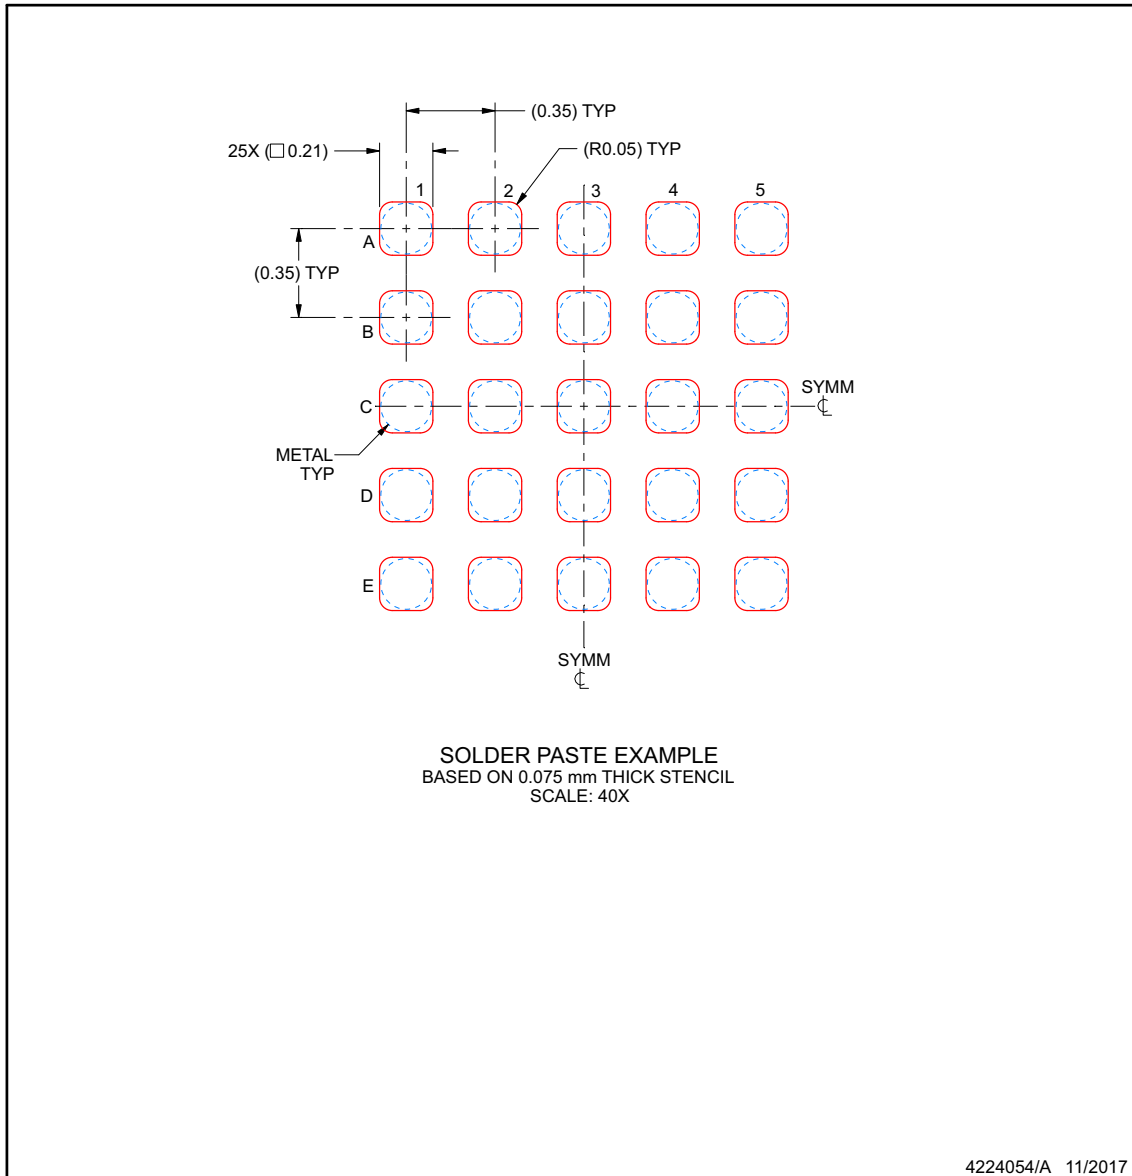 (0.35) TYP
25X (□ 0.21)
(R0.05) TYP
1
2
3
4
5
A
(0.35) TYP
B
SYMM
℄
C
METAL
TYP
D
E
SYMM
℄
SOLDER PASTE EXAMPLE
BASED ON 0.075 mm THICK STENCIL
SCALE: 40X
4224054/A 11/2017